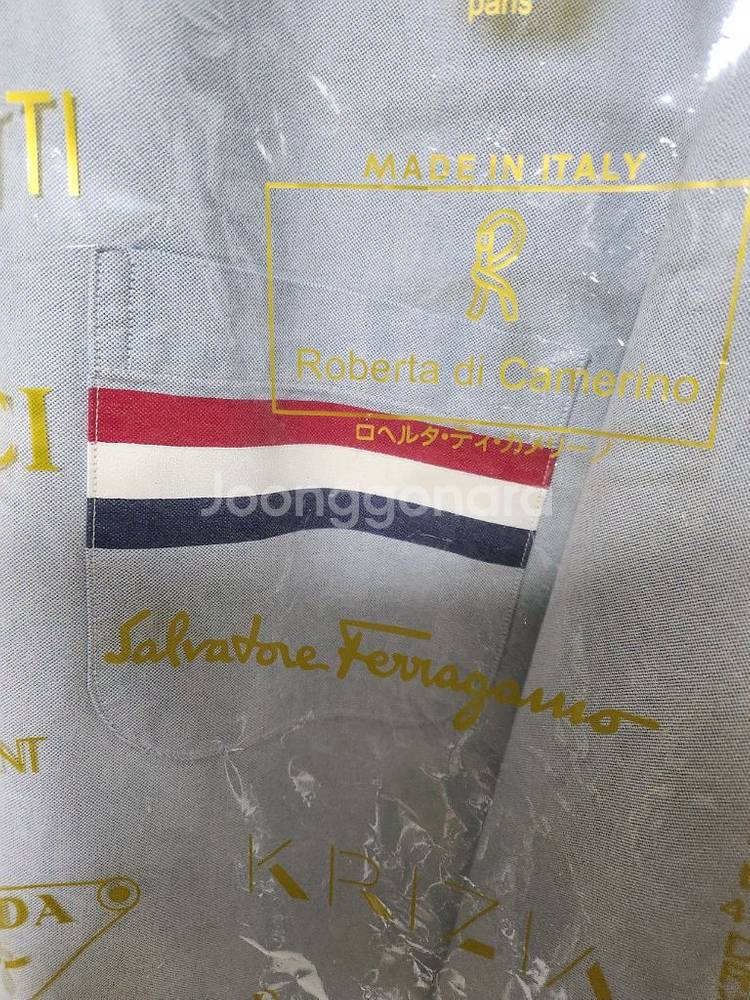 paris
TI
MADE IN ITALY
R
Roberta di Camerino
ロベルタ・ディ・カメリーノ
CI
Joonggonara
Salvatore Ferragamo
NT
KRIZIA
DA